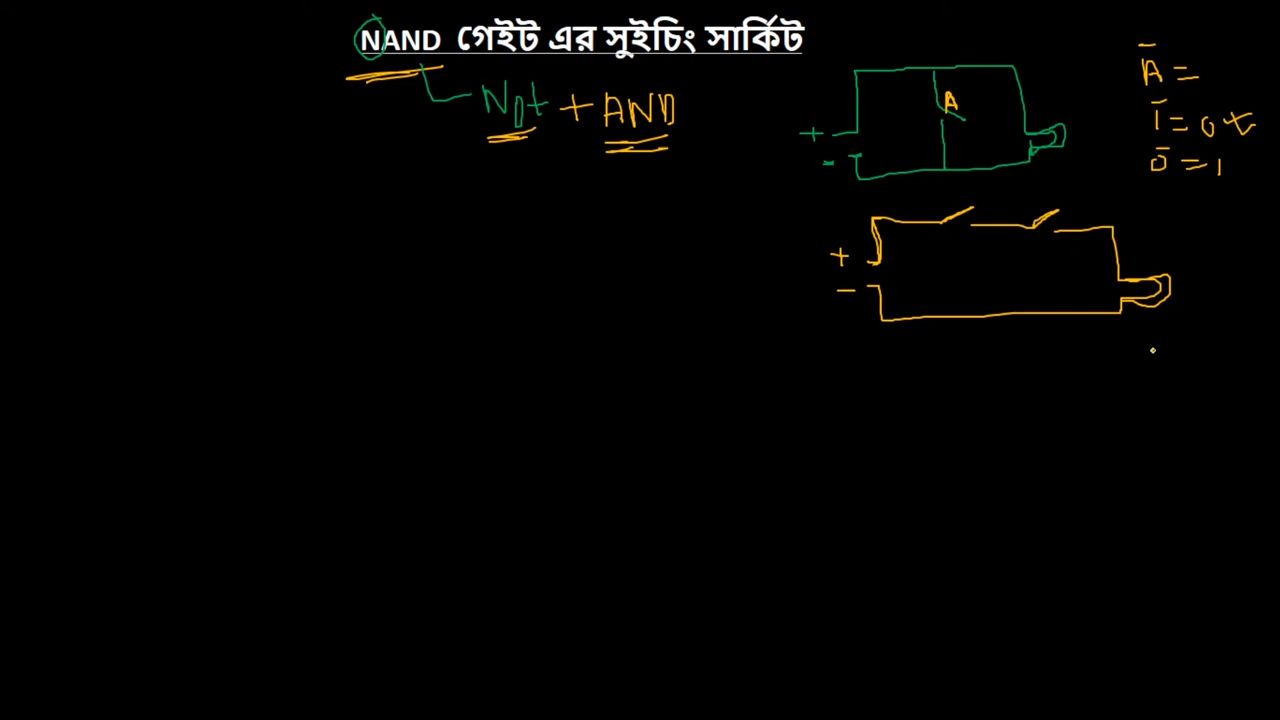 NAND গেইট এর সুইচিং সার্কিট
Not + AND
+
-
A
Ā =
1̄ = 0
0̄ = 1
+
-